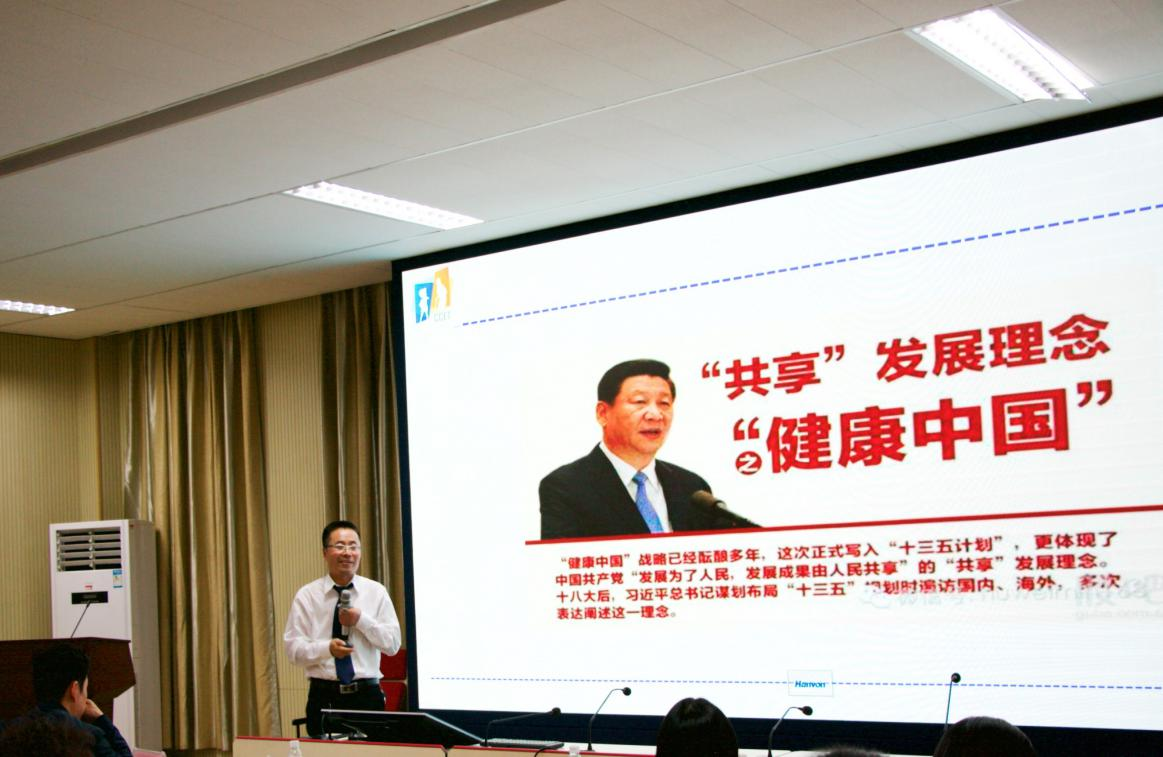 CCET
“共享”发展理念
之“健康中国”
“健康中国”战略已经酝酿多年，这次正式写入“十三五计划”，更体现了
中国共产党“发展为了人民，发展成果由人民共享”的“共享”发展理念。
十八大后，习近平总书记谋划布局“十三五”规划时遍访国内、海外，多次
表达阐述这一理念。
Hanvon